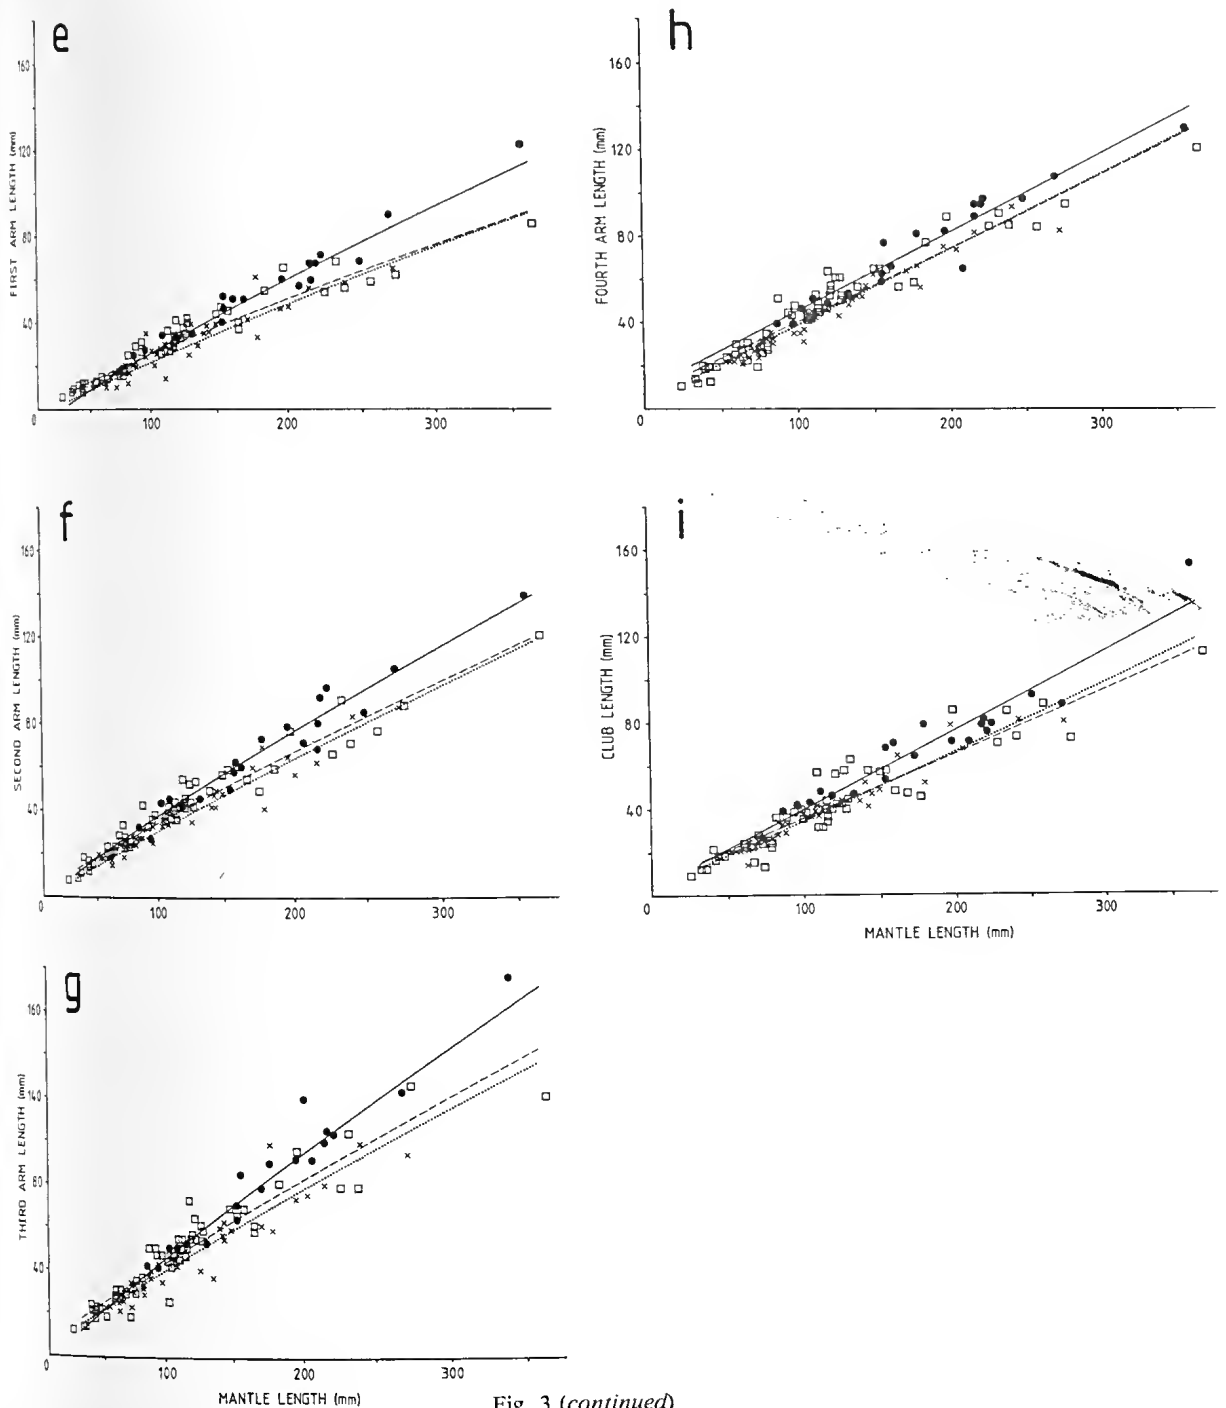 e
160
120
80
40
FIRST ARM LENGTH (mm)
0 100 200 300
h
160
120
80
40
FOURTH ARM LENGTH (mm)
0 100 200 300
f
160
120
80
40
SECOND ARM LENGTH (mm)
0 100 200 300
i
160
120
80
40
CLUB LENGTH (mm)
0 100 200 300
MANTLE LENGTH (mm)
g
160
140
80
40
THIRD ARM LENGTH (mm)
0 100 200 300
MANTLE LENGTH (mm)
Fig. 3 (continued)